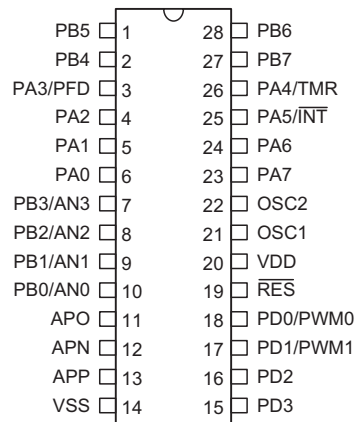 PB5 1 28 PB6
PB4 2 27 PB7
PA3/PFD 3 26 PA4/TMR
PA2 4 25 PA5/I̅N̅T̅
PA1 5 24 PA6
PA0 6 23 PA7
PB3/AN3 7 22 OSC2
PB2/AN2 8 21 OSC1
PB1/AN1 9 20 VDD
PB0/AN0 10 19 R̅E̅S̅
APO 11 18 PD0/PWM0
APN 12 17 PD1/PWM1
APP 13 16 PD2
VSS 14 15 PD3